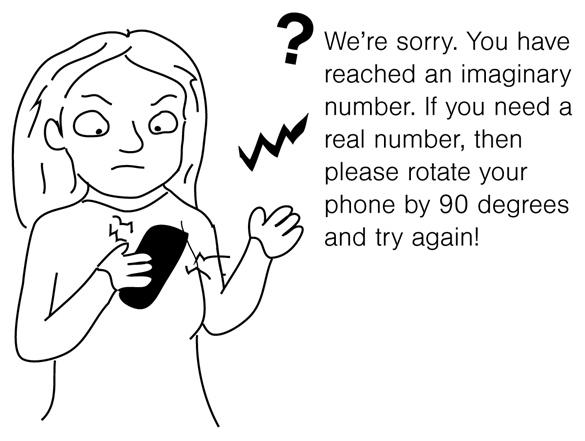 ?
We're sorry. You have
reached an imaginary
number. If you need a
real number, then
please rotate your
phone by 90 degrees
and try again!